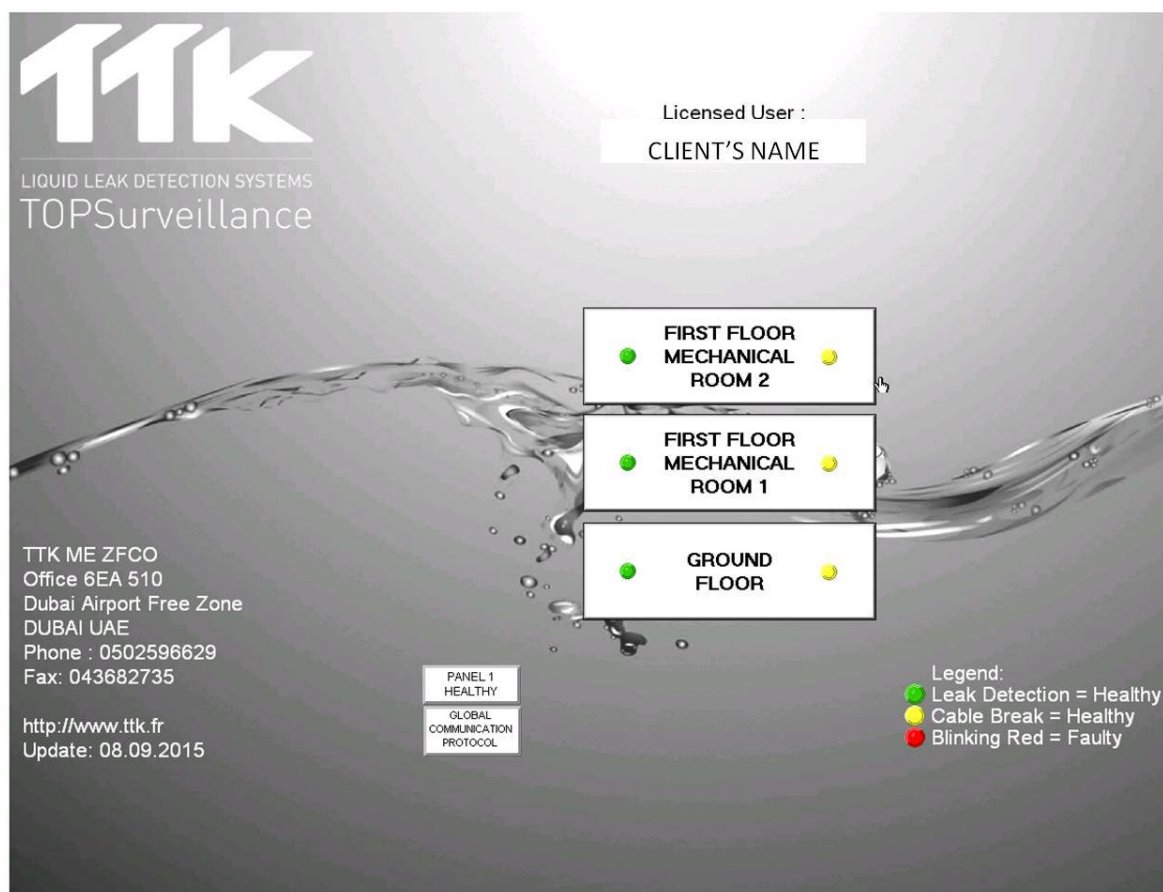 TTK
LIQUID LEAK DETECTION SYSTEMS
TOPSurveillance
Licensed User :
CLIENT'S NAME
FIRST FLOOR
MECHANICAL
ROOM 2
FIRST FLOOR
MECHANICAL
ROOM 1
GROUND
FLOOR
TTK ME ZFCO
Office 6EA 510
Dubai Airport Free Zone
DUBAI UAE
Phone : 0502596629
Fax: 043682735
http://www.ttk.fr
Update: 08.09.2015
PANEL 1
HEALTHY
GLOBAL
COMMUNICATION
PROTOCOL
Legend:
Leak Detection = Healthy
Cable Break = Healthy
Blinking Red = Faulty